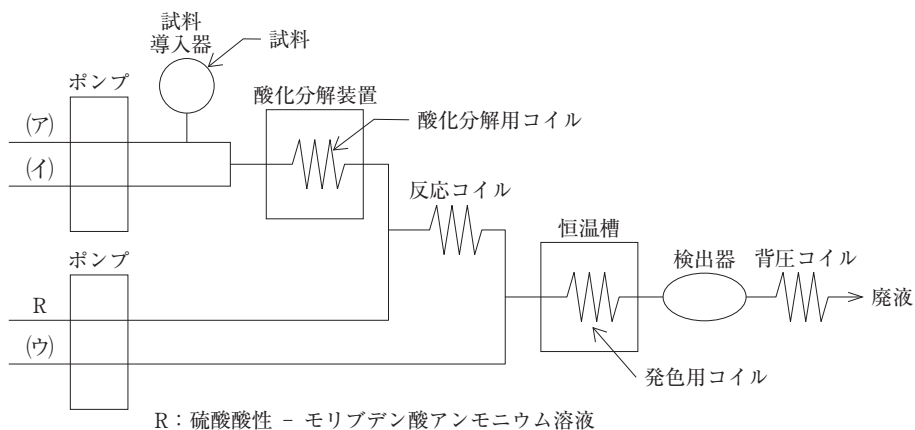 試料
導入器
試料
ポンプ
酸化分解装置
(ア)
酸化分解用コイル
(イ)
反応コイル
ポンプ
恒温槽
検出器
背圧コイル
廃液
R
(ウ)
発色用コイル
R：硫酸酸性 － モリブデン酸アンモニウム溶液